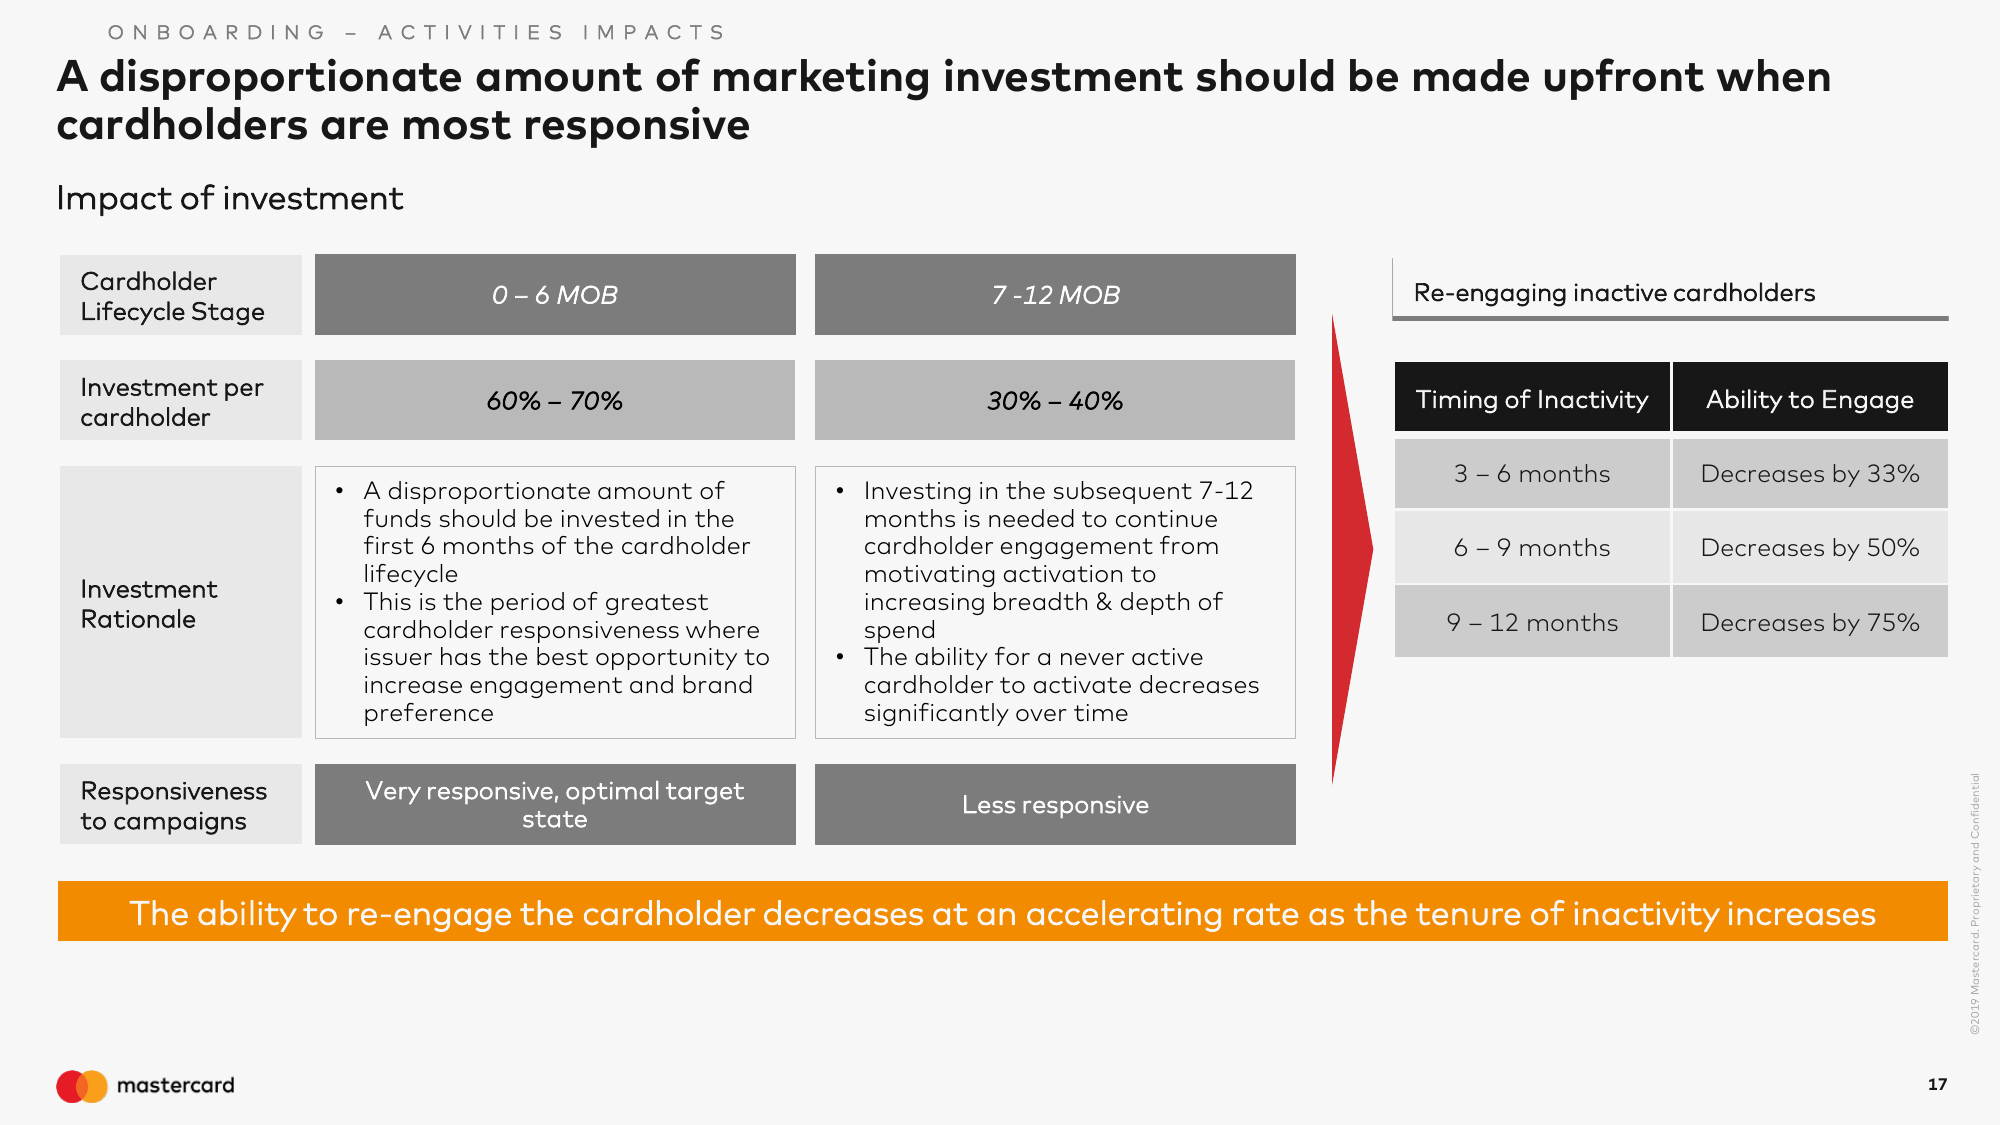 ONBOARDING – ACTIVITIES IMPACTS
A disproportionate amount of marketing investment should be made upfront when
cardholders are most responsive
Impact of investment
Cardholder
Lifecycle Stage
0 – 6 MOB
7 -12 MOB
Investment per
cardholder
60% – 70%
30% – 40%
Investment
Rationale
• A disproportionate amount of
funds should be invested in the
first 6 months of the cardholder
lifecycle
• This is the period of greatest
cardholder responsiveness where
issuer has the best opportunity to
increase engagement and brand
preference
• Investing in the subsequent 7-12
months is needed to continue
cardholder engagement from
motivating activation to
increasing breadth & depth of
spend
• The ability for a never active
cardholder to activate decreases
significantly over time
Responsiveness
to campaigns
Very responsive, optimal target
state
Less responsive
Re-engaging inactive cardholders
Timing of Inactivity
Ability to Engage
3 – 6 months
Decreases by 33%
6 – 9 months
Decreases by 50%
9 – 12 months
Decreases by 75%
The ability to re-engage the cardholder decreases at an accelerating rate as the tenure of inactivity increases
©2019 Mastercard. Proprietary and Confidential
mastercard
17